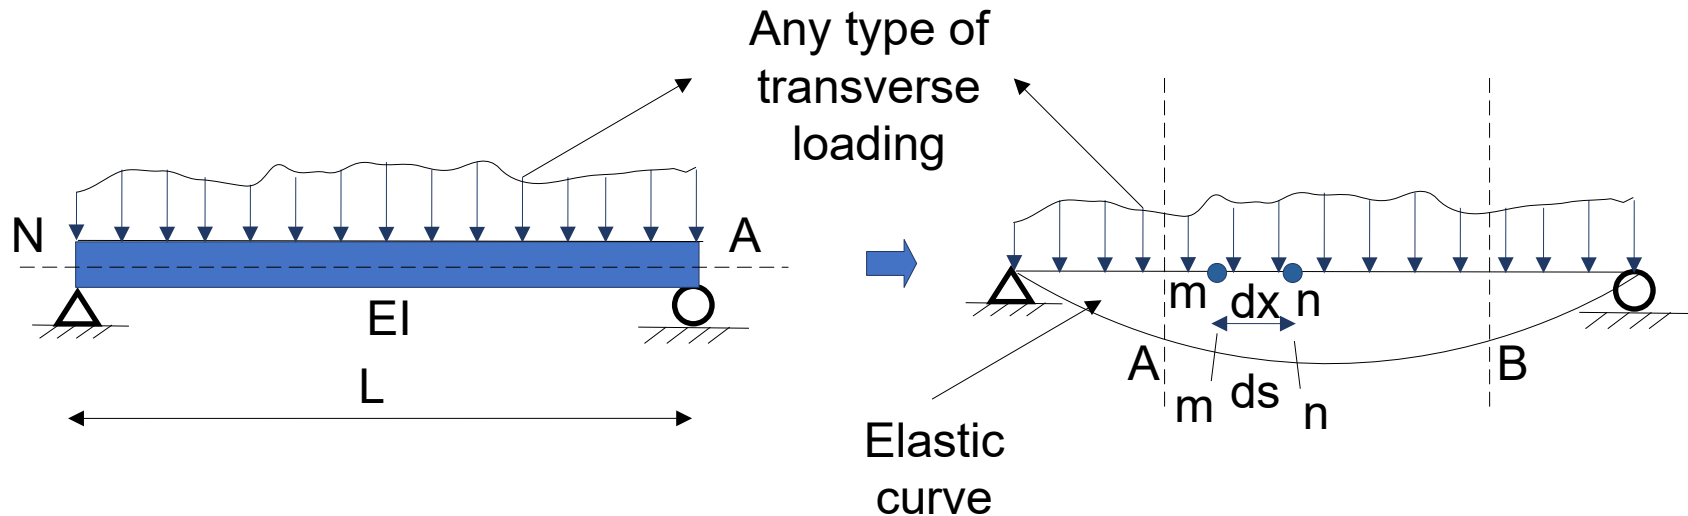 Any type of
transverse
loading
N
A
EI
L
m
dx
n
A
B
m
ds
n
Elastic
curve